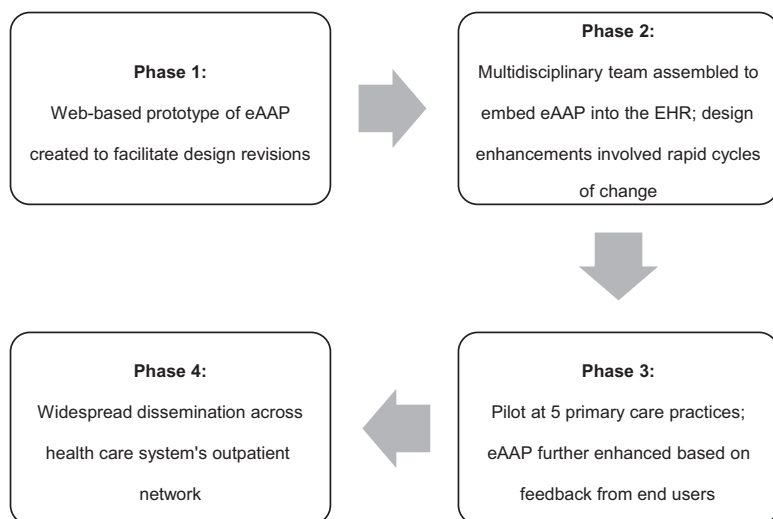 Phase 1:
Web-based prototype of eAAP
created to facilitate design revisions
Phase 2:
Multidisciplinary team assembled to
embed eAAP into the EHR; design
enhancements involved rapid cycles
of change
Phase 3:
Pilot at 5 primary care practices;
eAAP further enhanced based on
feedback from end users
Phase 4:
Widespread dissemination across
health care system's outpatient
network